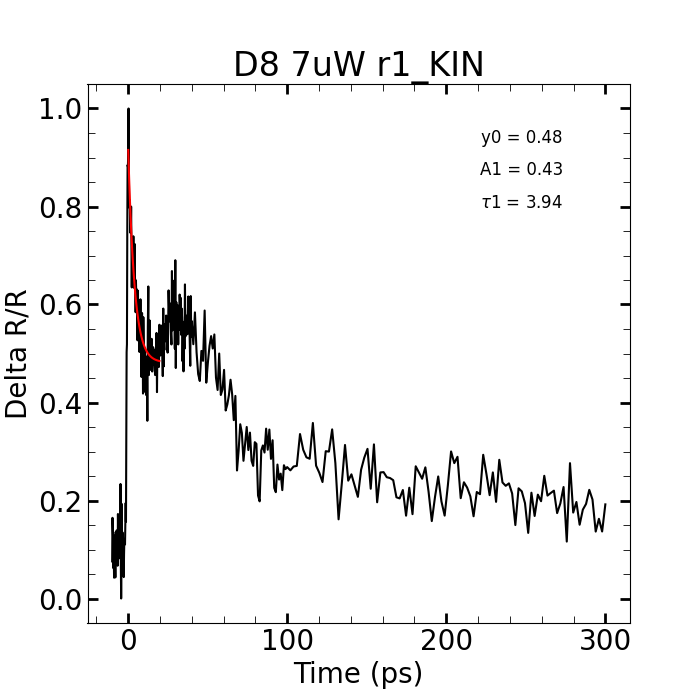 D8 7uW r1_KIN
y0 = 0.48
A1 = 0.43
τ1 = 3.94
1.0
0.8
0.6
0.4
0.2
0.0
Delta R/R
0 100 200 300
Time (ps)